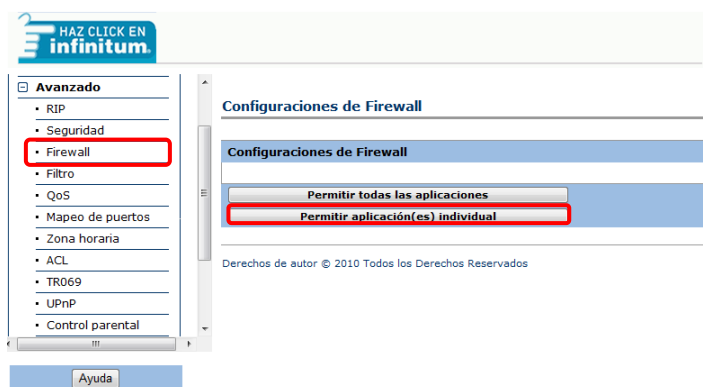 HAZ CLICK EN
infinitum.
Avanzado
RIP
Seguridad
Firewall
Filtro
QoS
Mapeo de puertos
Zona horaria
ACL
TR069
UPnP
Control parental
Ayuda
Configuraciones de Firewall
Configuraciones de Firewall
Permitir todas las aplicaciones
Permitir aplicación(es) individual
Derechos de autor © 2010 Todos los Derechos Reservados